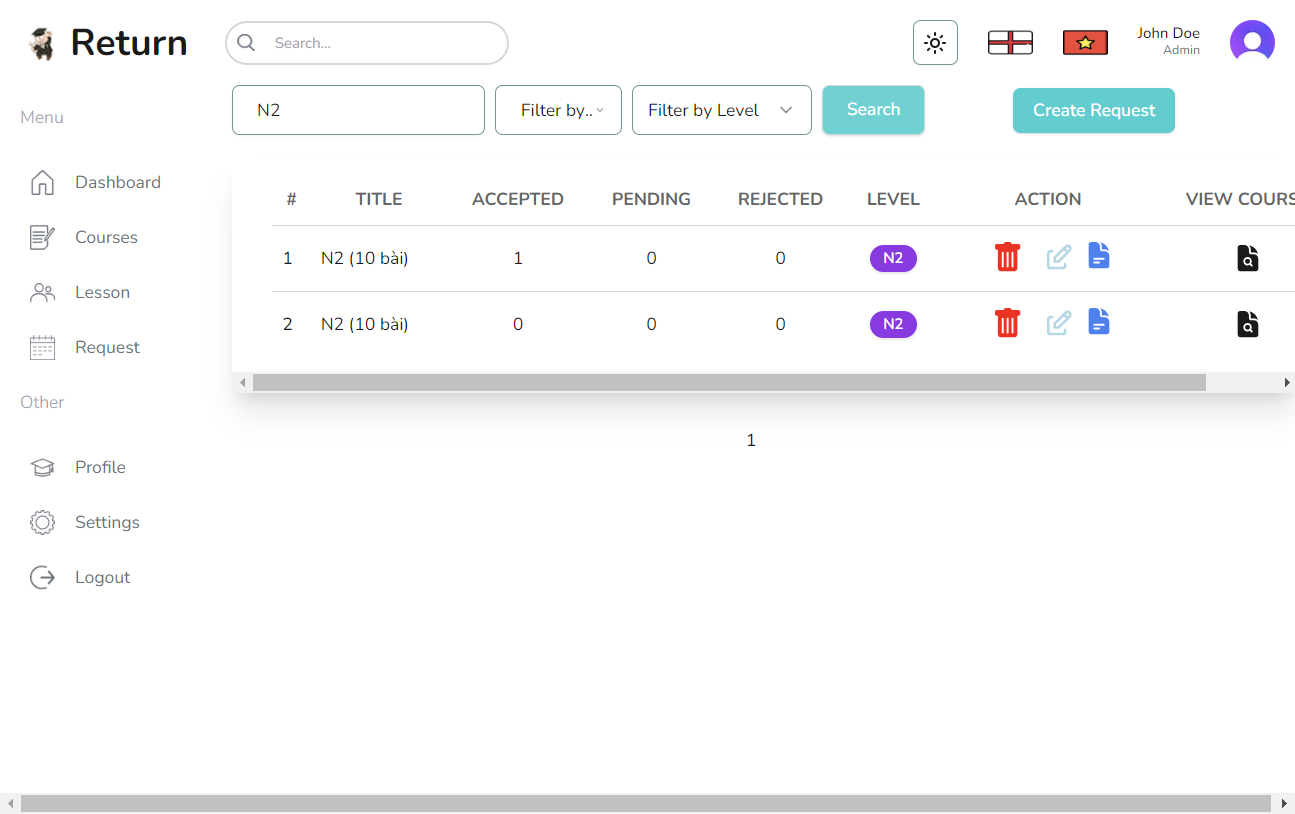 Return
Search...
John Doe
Admin
Menu
Dashboard
Courses
Lesson
Request
Other
Profile
Settings
Logout
N2
Filter by..
Filter by Level
Search
Create Request
# TITLE ACCEPTED PENDING REJECTED LEVEL ACTION VIEW COURS
1 N2 (10 bài) 1 0 0 N2
2 N2 (10 bài) 0 0 0 N2
1